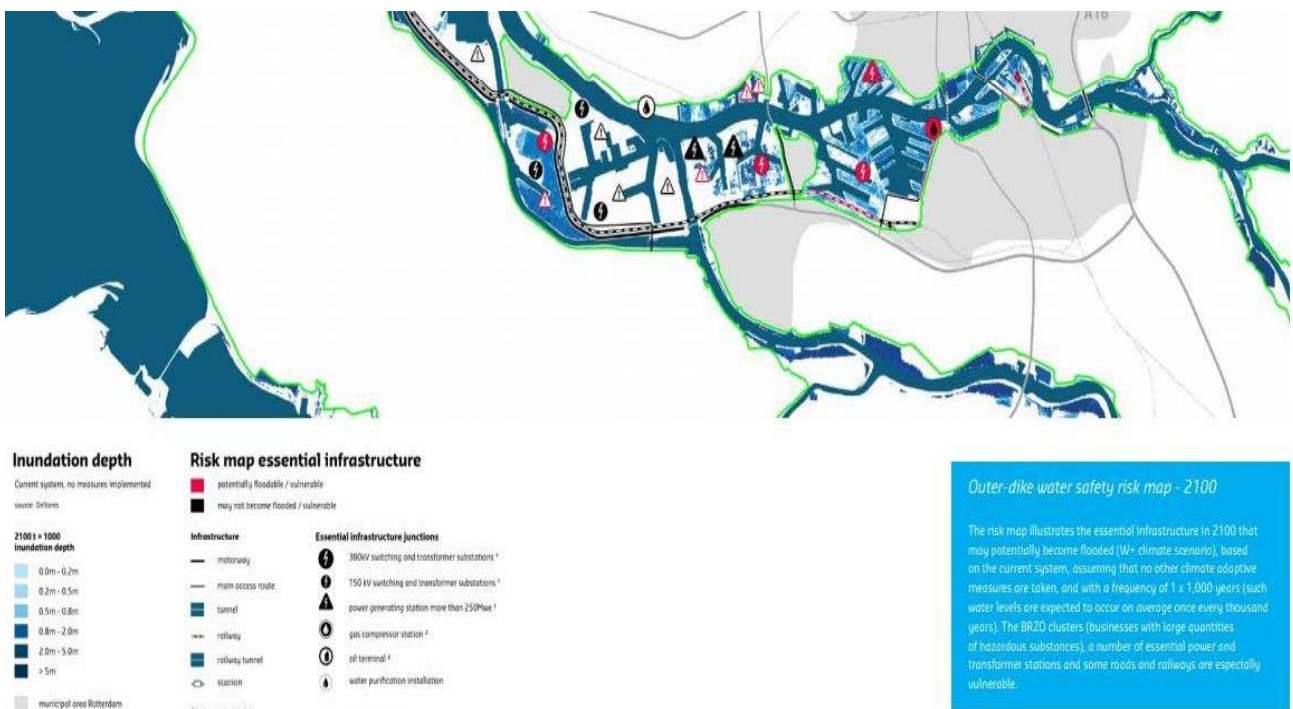 A16
Inundation depth
Current system, no measures implemented
source: Deltares
2100 t = 1000
inundation depth
0.0m - 0.2m
0.2m - 0.5m
0.5m - 0.8m
0.8m - 2.0m
2.0m - 5.0m
> 5m
municipal area Rotterdam
Risk map essential infrastructure
potentially floodable / vulnerable
may not become flooded / vulnerable
Infrastructure
motorway
main access route
tunnel
railway
railway tunnel
station
Essential infrastructure junctions
380kV switching and transformer substations ¹
150 kV switching and transformer substations ¹
power generating station more than 250Mwe ¹
gas compressor station ²
oil terminal ²
water purification installation
Outer-dike water safety risk map - 2100
The risk map illustrates the essential infrastructure in 2100 that
may potentially become flooded (W+ climate scenario), based
on the current system, assuming that no other climate adaptive
measures are taken, and with a frequency of 1 x 1,000 years (such
water levels are expected to occur on average once every thousand
years). The BRZO clusters (businesses with large quantities
of hazardous substances), a number of essential power and
transformer stations and some roads and railways are especially
vulnerable.